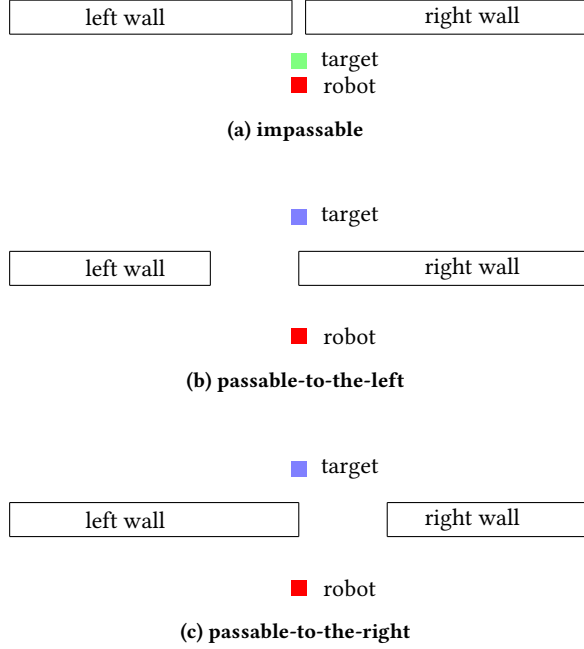 left wall right wall
target
robot
(a) impassable
target
left wall right wall
robot
(b) passable-to-the-left
target
left wall right wall
robot
(c) passable-to-the-right